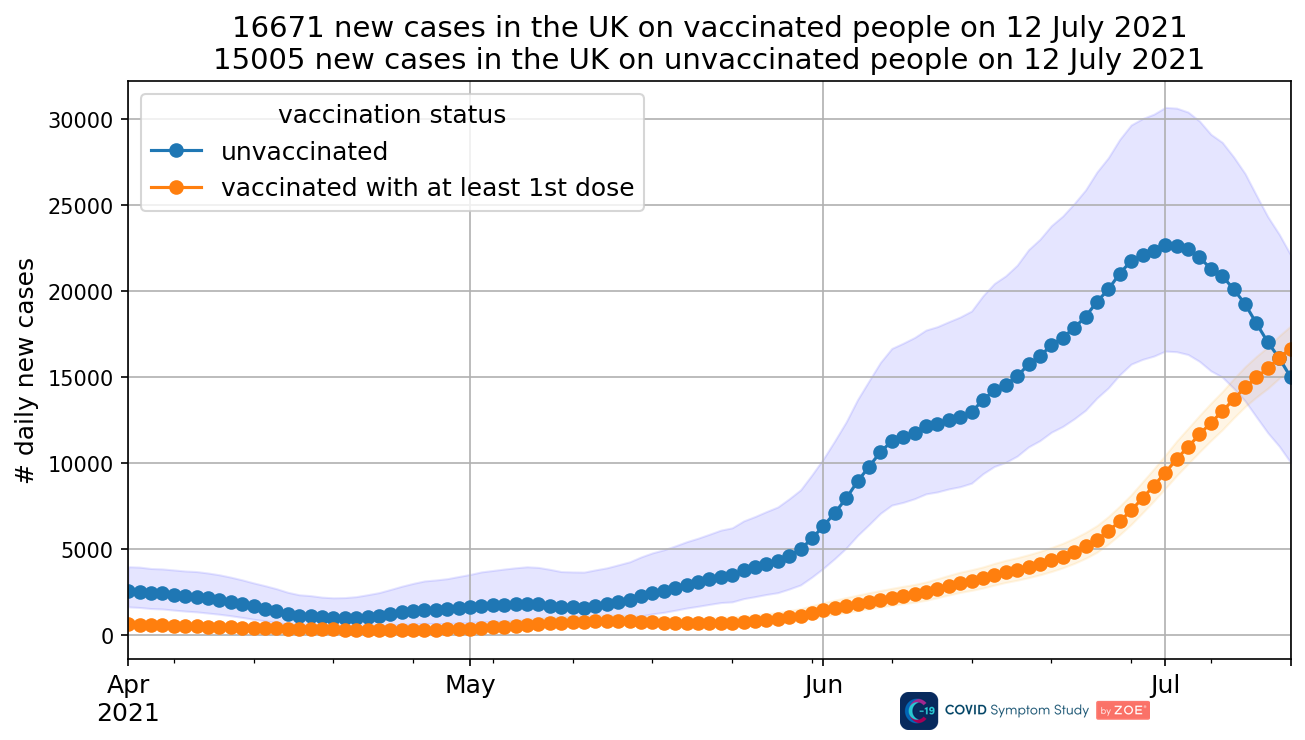 16671 new cases in the UK on vaccinated people on 12 July 2021
15005 new cases in the UK on unvaccinated people on 12 July 2021
vaccination status
unvaccinated
vaccinated with at least 1st dose
# daily new cases
30000
25000
20000
15000
10000
5000
0
Apr
2021
May
Jun
Jul
C-19
COVID Symptom Study
by ZOE